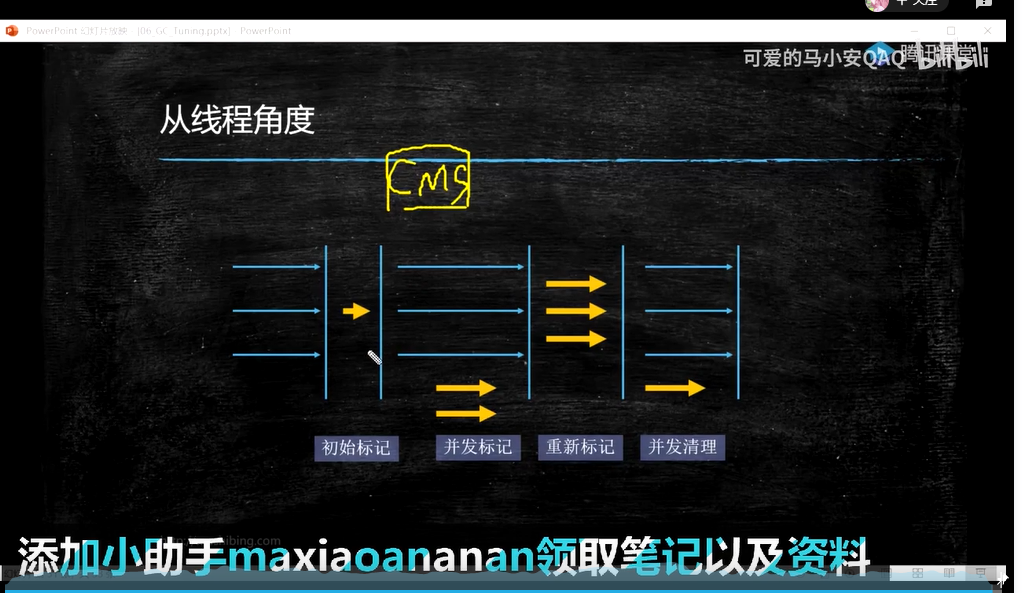 + 关注
PowerPoint 幻灯片放映 - [06_GC_Tuning.pptx] - PowerPoint
可爱的马小安QAQ
腾讯课堂
bilibili
从线程角度
CMS
初始标记
并发标记
重新标记
并发清理
添加小助手maxiaoananan领取笔记以及资料